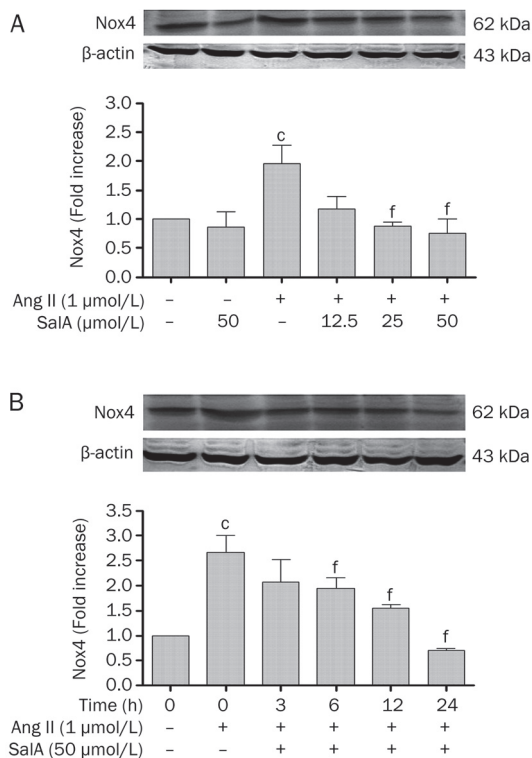 A
Nox4 62 kDa
β-actin 43 kDa
Nox4 (Fold increase)
3.0
2.5
2.0
1.5
1.0
0.5
0.0
c f f
Ang II (1 μmol/L) – – + + + +
SalA (μmol/L) – 50 – 12.5 25 50
B
Nox4 62 kDa
β-actin 43 kDa
Nox4 (Fold increase)
3.5
3.0
2.5
2.0
1.5
1.0
0.5
0.0
c f f f
Time (h) 0 0 3 6 12 24
Ang II (1 μmol/L) – + + + + +
SalA (50 μmol/L) – – + + + +